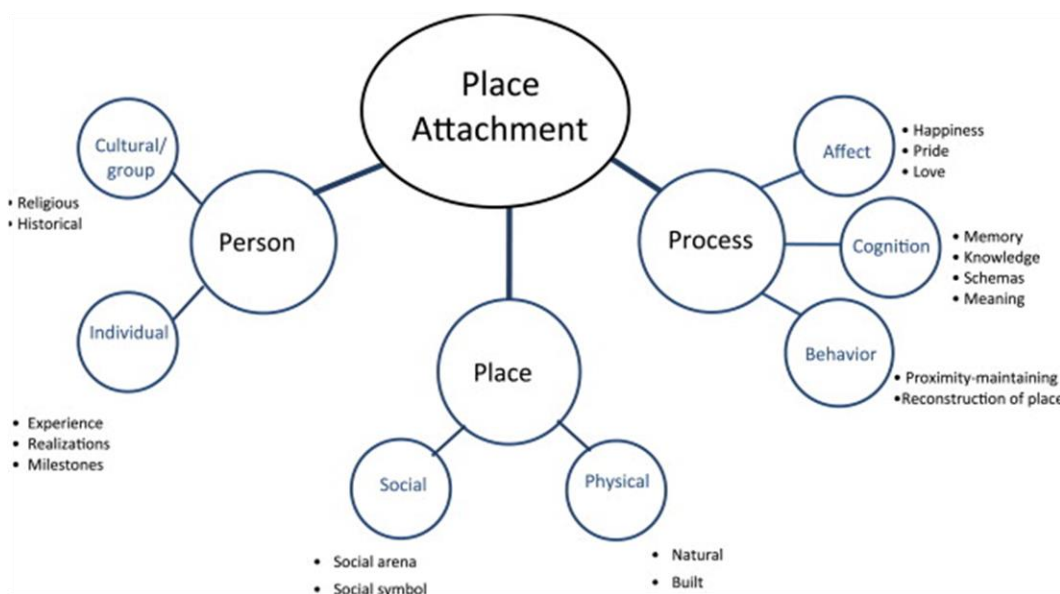 Place
Attachment
Cultural/
group
• Religious
• Historical
Person
Individual
• Experience
• Realizations
• Milestones
Place
Social
• Social arena
• Social symbol
Physical
• Natural
• Built
Process
Affect
• Happiness
• Pride
• Love
Cognition
• Memory
• Knowledge
• Schemas
• Meaning
Behavior
• Proximity-maintaining
•Reconstruction of place